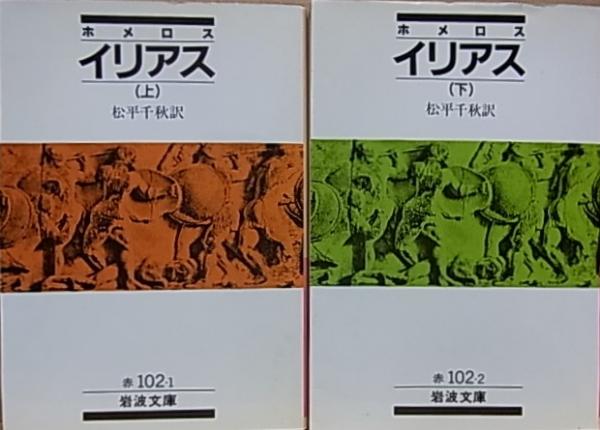 ホメロス
イリアス
(上)
松平千秋訳
赤 102-1
岩波文庫
ホメロス
イリアス
(下)
松平千秋訳
赤 102-2
岩波文庫